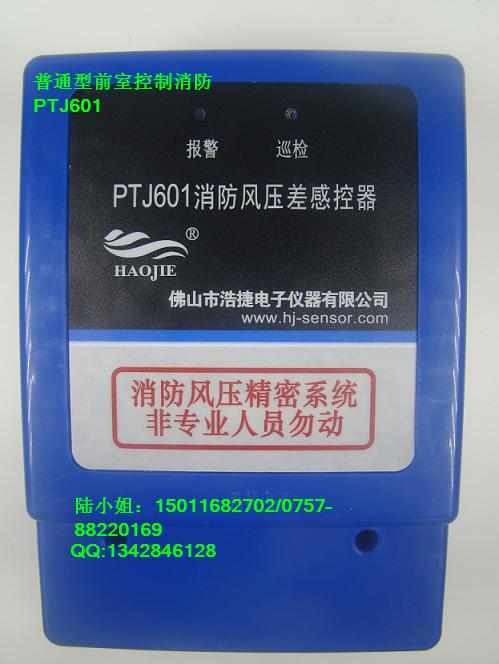 普通型前室控制消防
PTJ601
报警 巡检
PTJ601消防风压差感控器
®
HAOJIE
佛山市浩捷电子仪器有限公司
www.hj-sensor.com
消防风压精密系统
非专业人员勿动
陆小姐：15011682702/0757-
88220169
QQ:1342846128